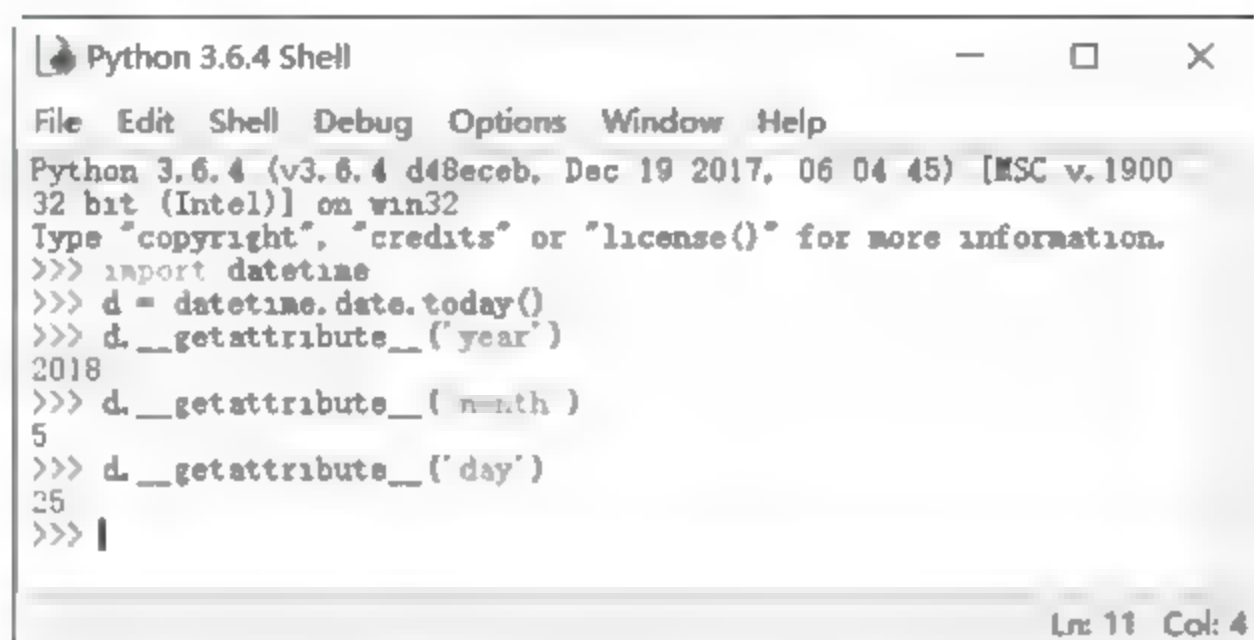 Python 3.6.4 Shell
File Edit Shell Debug Options Window Help
Python 3.6.4 (v3.6.4 d48eceb, Dec 19 2017, 06 04 45) [MSC v.1900
32 bit (Intel)] on win32
Type "copyright", "credits" or "license()" for more information.
>>> import datetime
>>> d = datetime.date.today()
>>> d.__getattribute__('year')
2018
>>> d.__getattribute__('month')
5
>>> d.__getattribute__('day')
25
>>>
Ln: 11 Col: 4